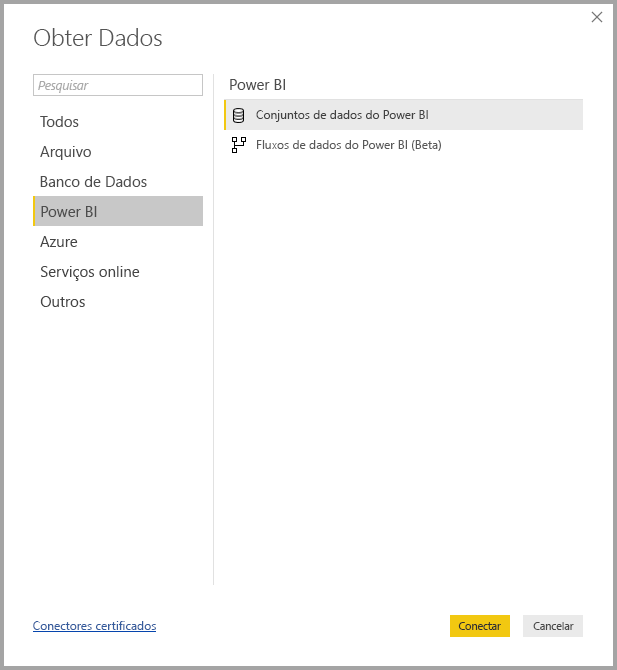 Obter Dados
Pesquisar
Todos
Arquivo
Banco de Dados
Power BI
Azure
Serviços online
Outros
Power BI
Conjuntos de dados do Power BI
Fluxos de dados do Power BI (Beta)
Conectores certificados
Conectar
Cancelar